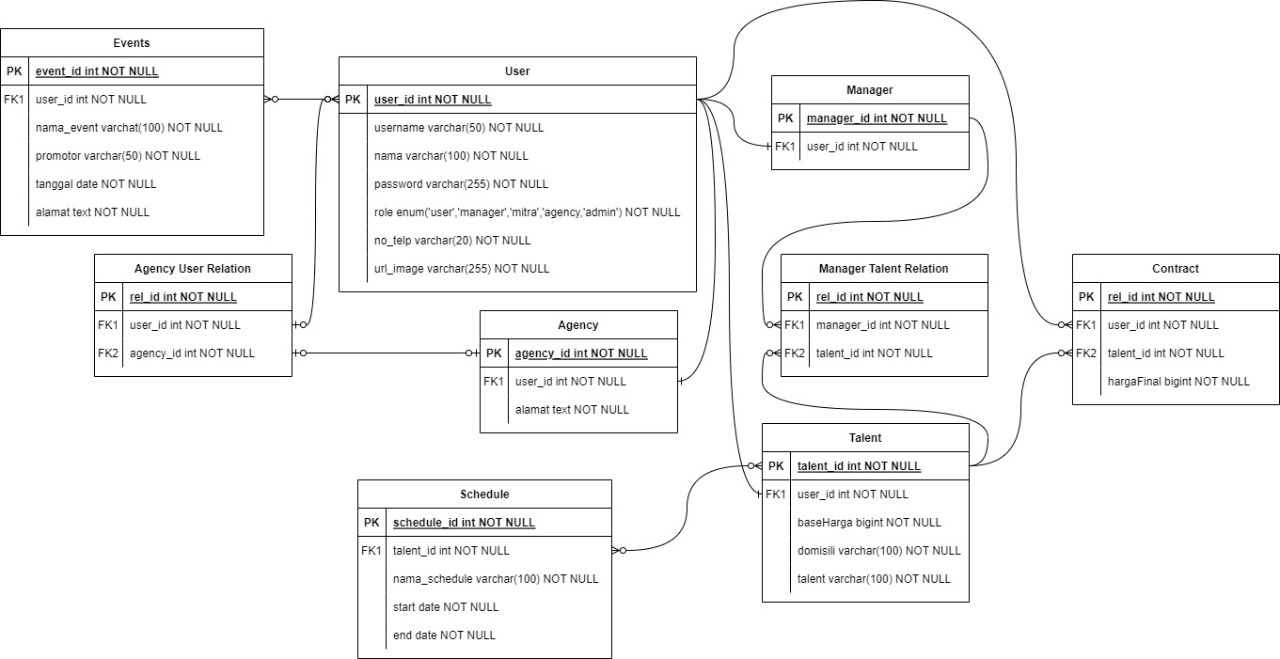 Events
PK event_id int NOT NULL
FK1 user_id int NOT NULL
nama_event varchat(100) NOT NULL
promotor varchar(50) NOT NULL
tanggal date NOT NULL
alamat text NOT NULL
User
PK user_id int NOT NULL
username varchar(50) NOT NULL
nama varchar(100) NOT NULL
password varchar(255) NOT NULL
role enum('user','manager','mitra','agency,'admin') NOT NULL
no_telp varchar(20) NOT NULL
url_image varchar(255) NOT NULL
Manager
PK manager_id int NOT NULL
FK1 user_id int NOT NULL
Agency User Relation
PK rel_id int NOT NULL
FK1 user_id int NOT NULL
FK2 agency_id int NOT NULL
Agency
PK agency_id int NOT NULL
FK1 user_id int NOT NULL
alamat text NOT NULL
Manager Talent Relation
PK rel_id int NOT NULL
FK1 manager_id int NOT NULL
FK2 talent_id int NOT NULL
Contract
PK rel_id int NOT NULL
FK1 user_id int NOT NULL
FK2 talent_id int NOT NULL
hargaFinal bigint NOT NULL
Talent
PK talent_id int NOT NULL
FK1 user_id int NOT NULL
baseHarga bigint NOT NULL
domisili varchar(100) NOT NULL
talent varchar(100) NOT NULL
Schedule
PK schedule_id int NOT NULL
FK1 talent_id int NOT NULL
nama_schedule varchar(100) NOT NULL
start date NOT NULL
end date NOT NULL